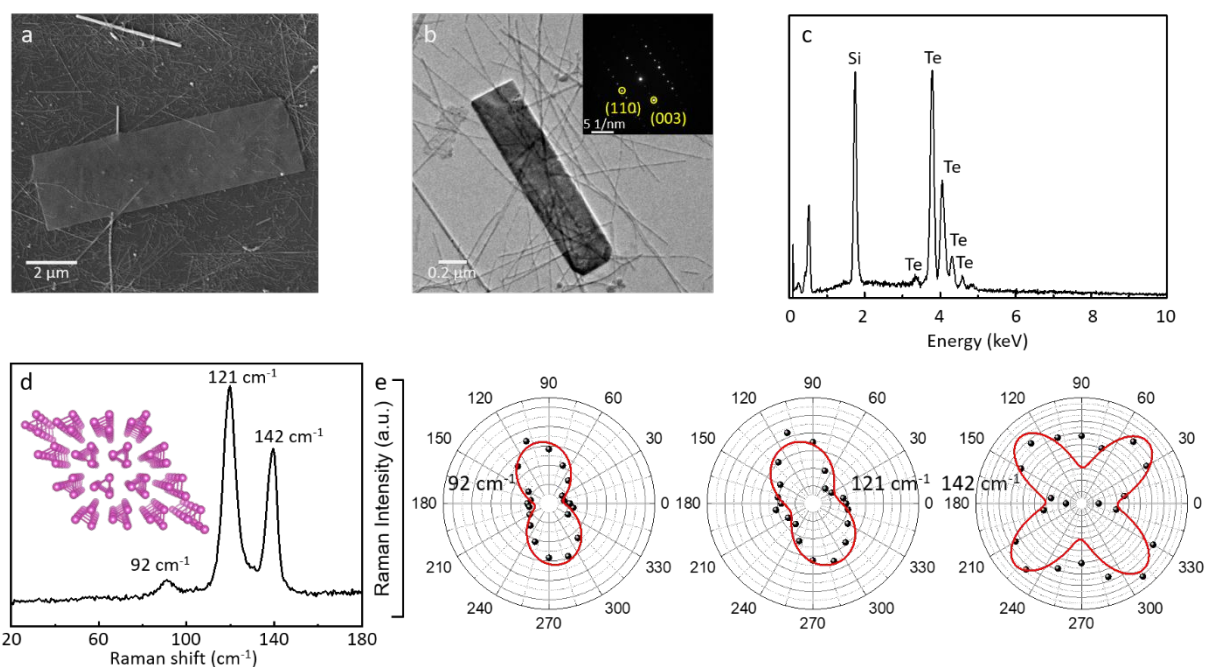 a
2 μm
b
(110)
(003)
5 1/nm
0.2 μm
c
Si
Te
Te
Te
Te
Te
0 2 4 6 8 10
Energy (keV)
d
121 cm⁻¹
142 cm⁻¹
92 cm⁻¹
20 60 100 140 180
Raman shift (cm⁻¹)
e
Raman Intensity (a.u.)
90
120 60
150 30
180 0
210 330
240 300
270
92 cm⁻¹
90
120 60
150 30
180 0
210 330
240 300
270
121 cm⁻¹
90
120 60
150 30
180 0
210 330
240 300
270
142 cm⁻¹